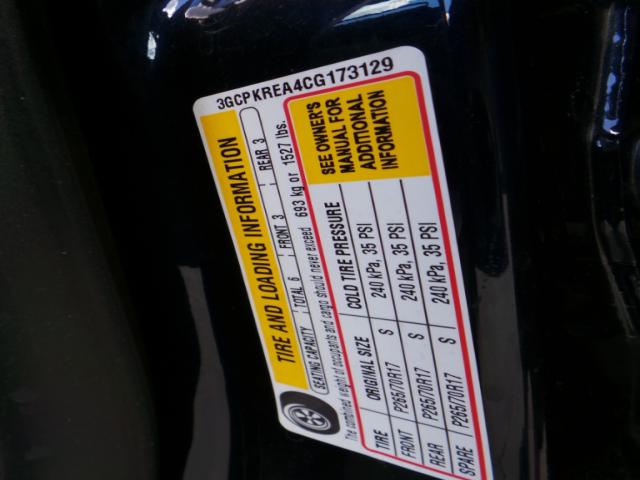 3GCPKREA4CG173129
TIRE AND LOADING INFORMATION
SEATING CAPACITY TOTAL 6 FRONT 3 REAR 3
The combined weight of occupants and cargo should never exceed 693 kg or 1527 lbs.
TIRE ORIGINAL SIZE COLD TIRE PRESSURE
FRONT P265/70R17 S 240 kPa, 35 PSI
REAR P265/70R17 S 240 kPa, 35 PSI
SPARE P265/70R17 S 240 kPa, 35 PSI
SEE OWNER'S
MANUAL FOR
ADDITIONAL
INFORMATION